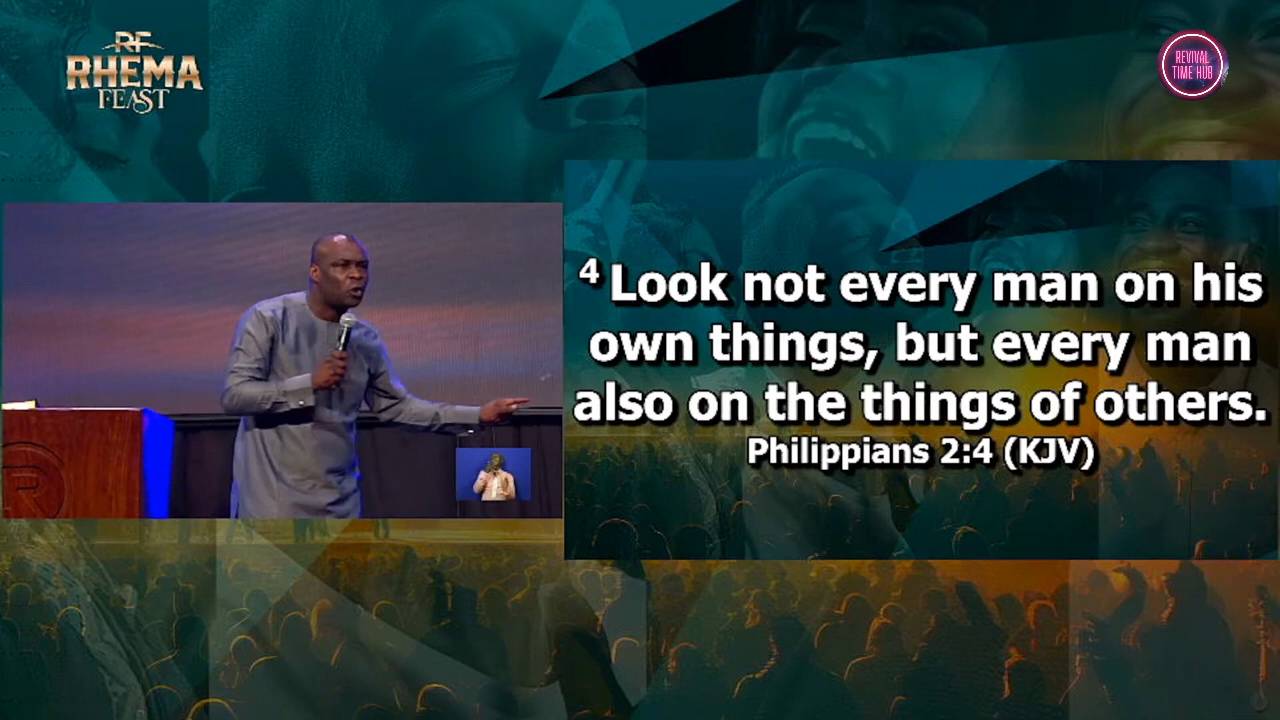 RF
RHEMA
FEAST
REVIVAL
TIME HUB
4 Look not every man on his
own things, but every man
also on the things of others.
Philippians 2:4 (KJV)